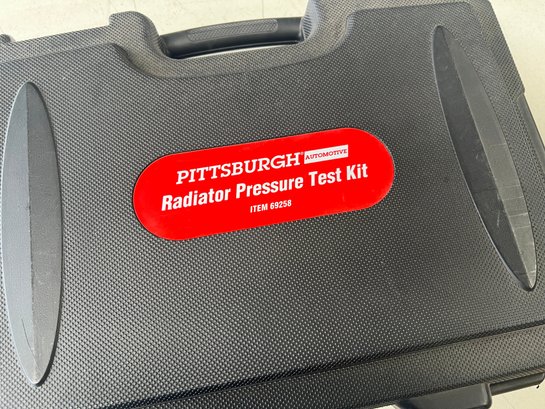 PITTSBURGH® AUTOMOTIVE
Radiator Pressure Test Kit
ITEM 69258